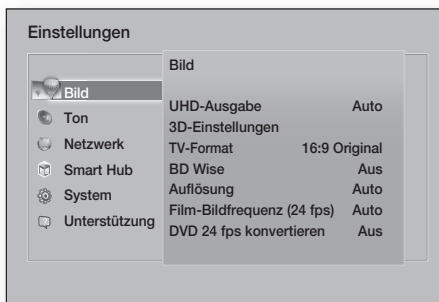 Einstellungen
Bild
Ton
Netzwerk
Smart Hub
System
Unterstützung
Bild
UHD-Ausgabe Auto
3D-Einstellungen
TV-Format 16:9 Original
BD Wise Aus
Auflösung Auto
Film-Bildfrequenz (24 fps) Auto
DVD 24 fps konvertieren Aus